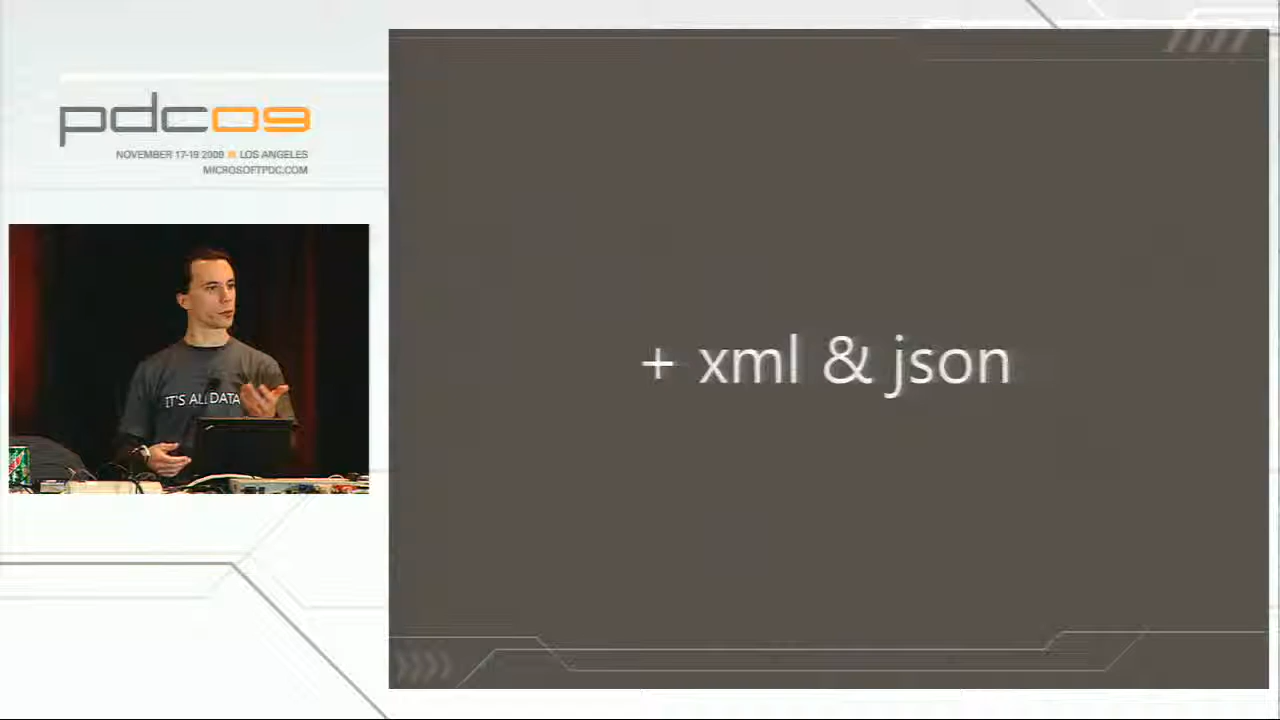 pdc09
NOVEMBER 17-19 2009 LOS ANGELES
MICROSOFTPDC.COM
IT'S ALL DATA
+ xml & json